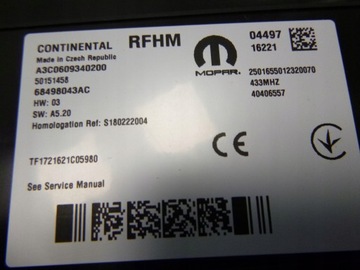 CONTINENTAL RFHM
Made in Czech Republic
A3C0609340200
50151458
68498043AC
HW: 03
SW: A5.20
Homologation Ref: S180222004
TF1721621C05980
See Service Manual
MOPAR
04497
16221
2501655012320070
433MHZ
40406557
CE